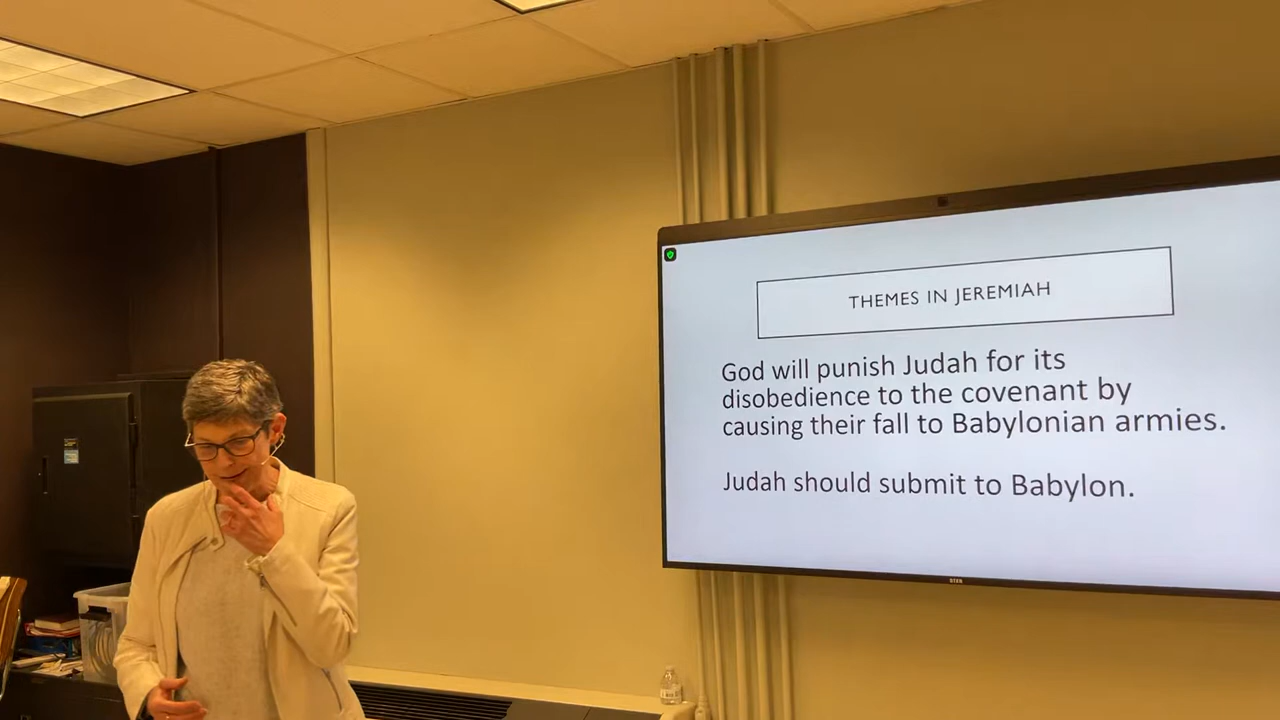 THEMES IN JEREMIAH
God will punish Judah for its
disobedience to the covenant by
causing their fall to Babylonian armies.
Judah should submit to Babylon.